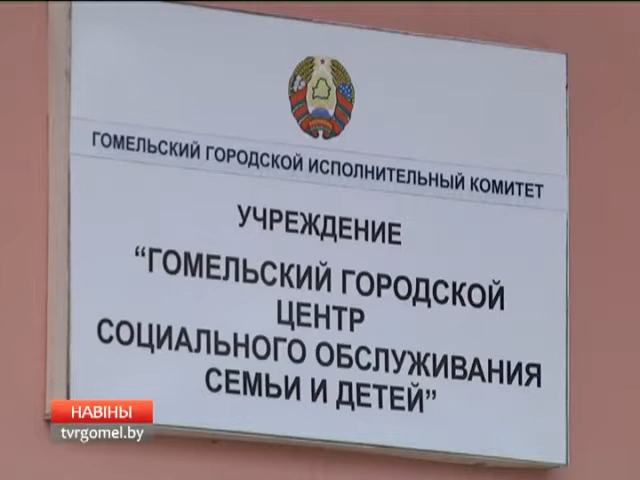 ГОМЕЛЬСКИЙ ГОРОДСКОЙ ИСПОЛНИТЕЛЬНЫЙ КОМИТЕТ
УЧРЕЖДЕНИЕ
“ГОМЕЛЬСКИЙ ГОРОДСКОЙ
ЦЕНТР
СОЦИАЛЬНОГО ОБСЛУЖИВАНИЯ
СЕМЬИ И ДЕТЕЙ”
НАВІНЫ
tvrgomel.by